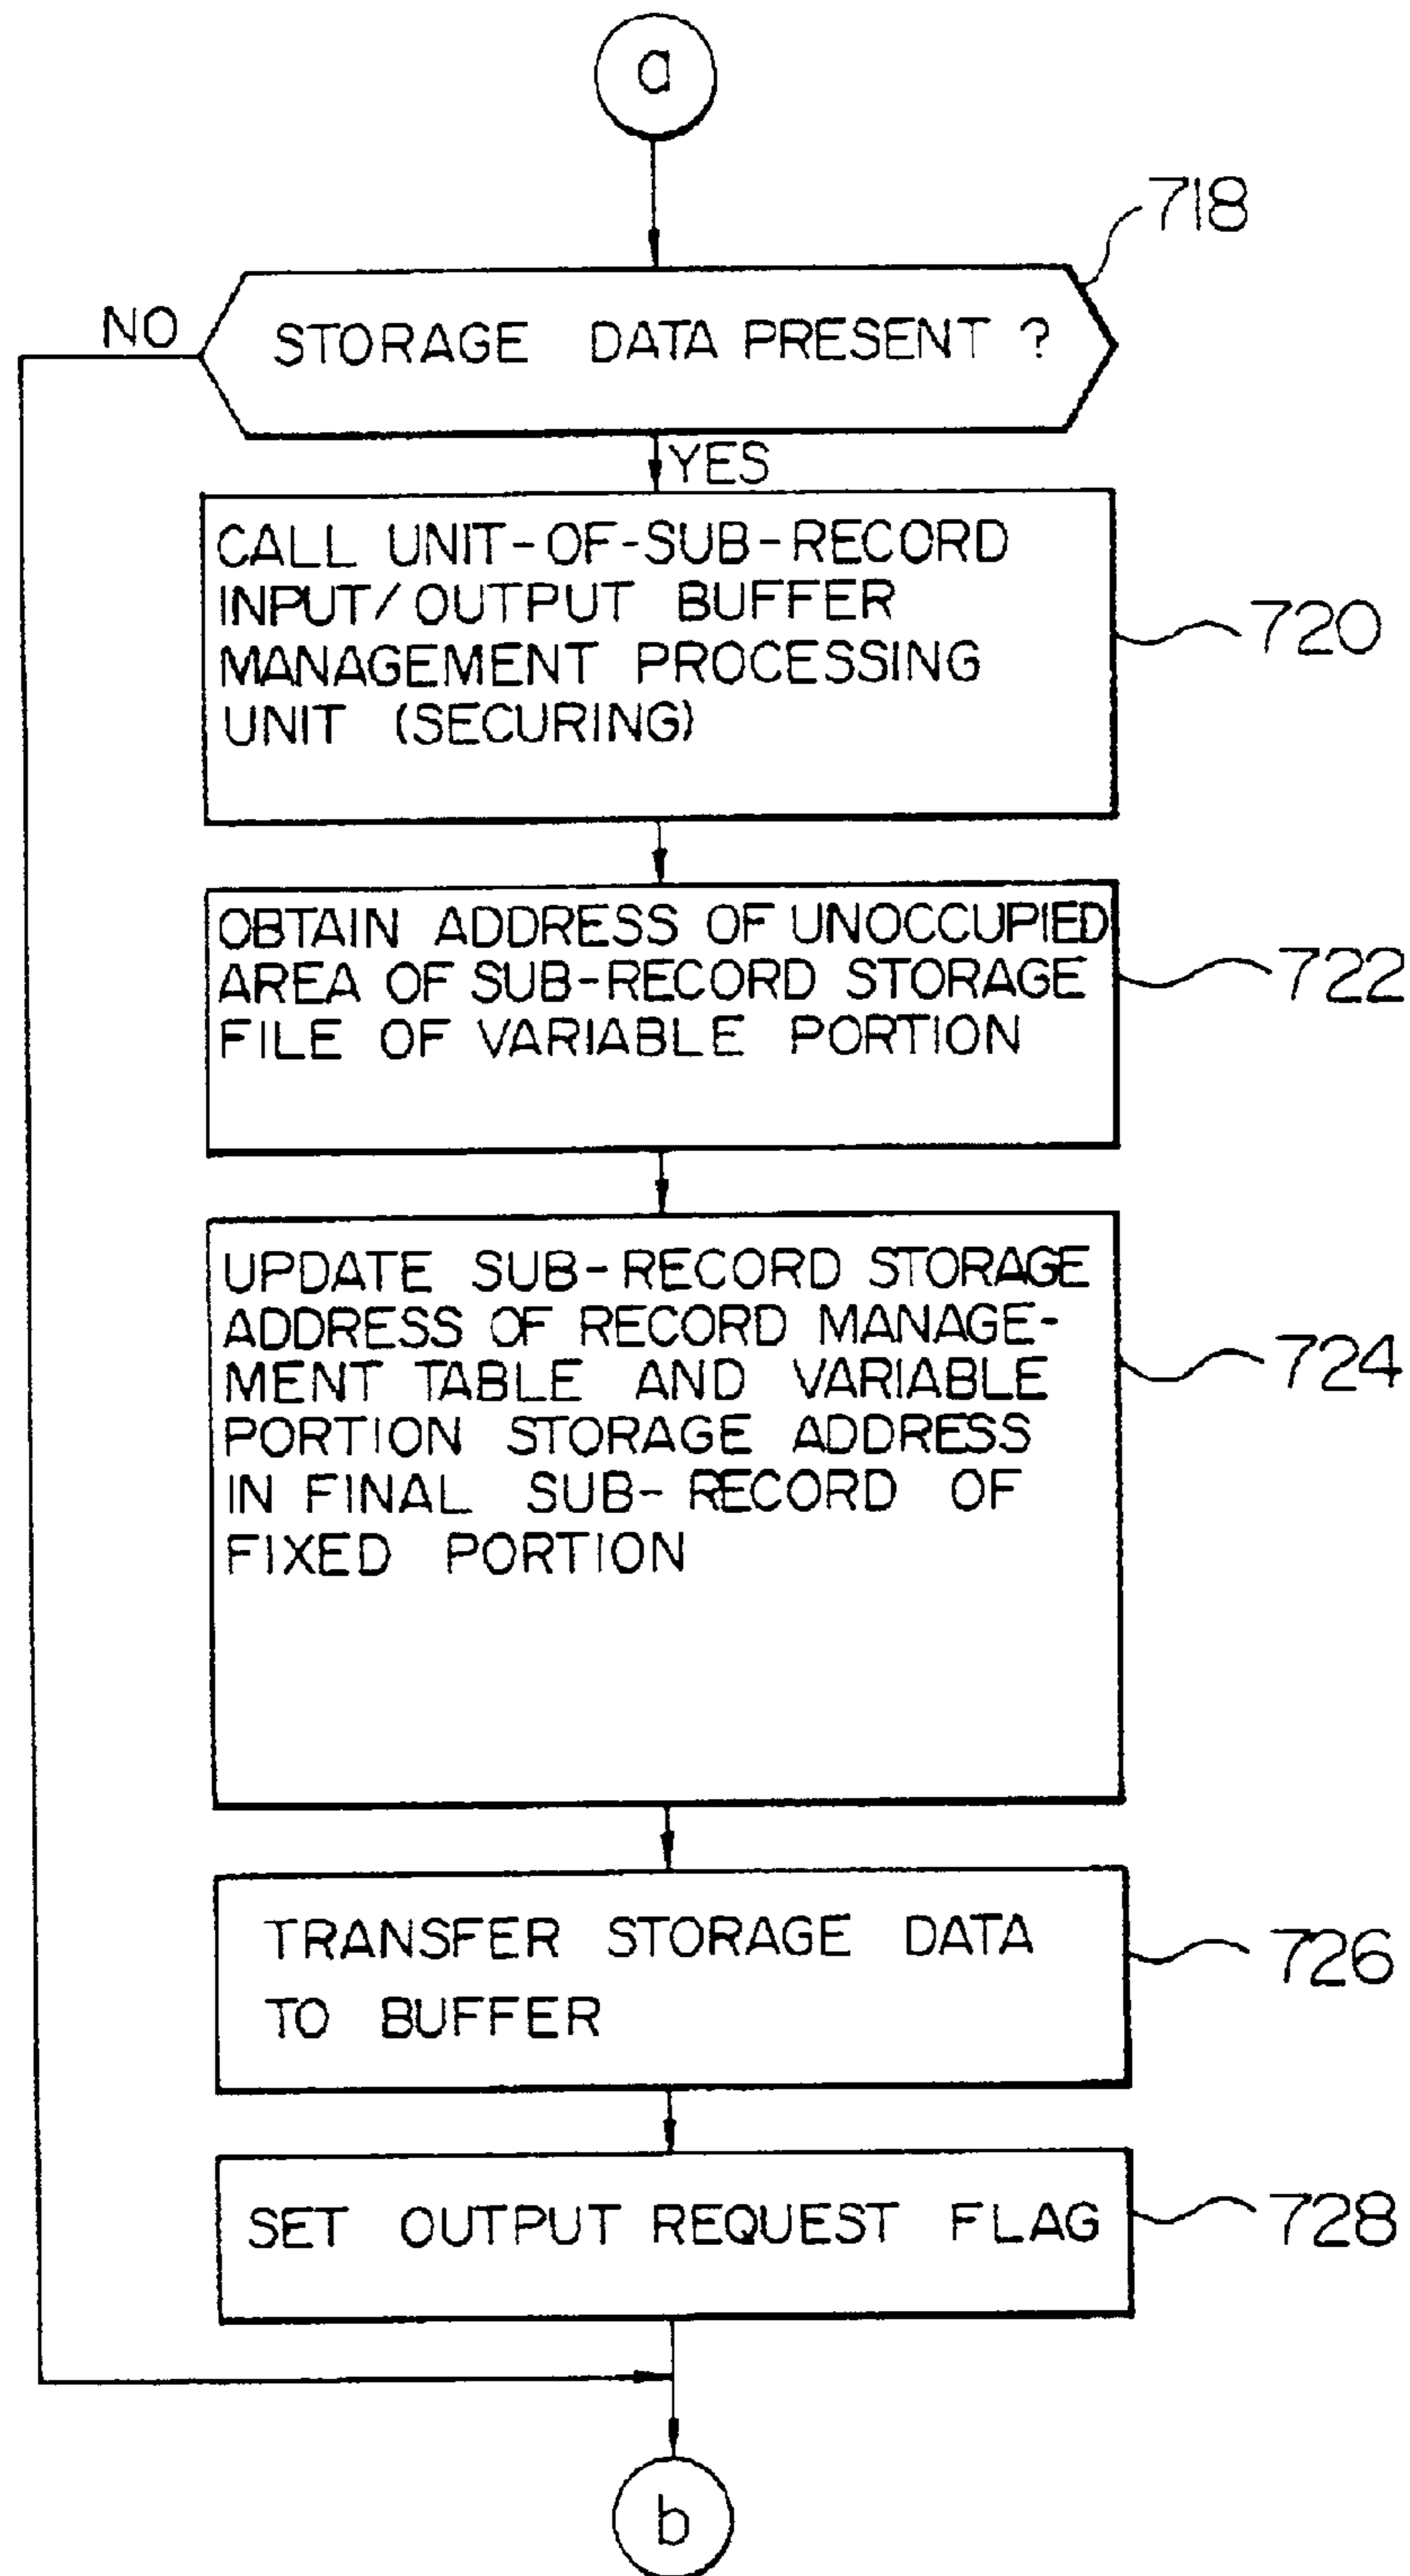 a
718
NO
STORAGE DATA PRESENT ?
YES
CALL UNIT-OF-SUB-RECORD
INPUT/OUTPUT BUFFER
MANAGEMENT PROCESSING
UNIT (SECURING)
720
OBTAIN ADDRESS OF UNOCCUPIED
AREA OF SUB-RECORD STORAGE
FILE OF VARIABLE PORTION
722
UPDATE SUB-RECORD STORAGE
ADDRESS OF RECORD MANAGE-
MENT TABLE AND VARIABLE
PORTION STORAGE ADDRESS
IN FINAL SUB-RECORD OF
FIXED PORTION
724
TRANSFER STORAGE DATA
TO BUFFER
726
SET OUTPUT REQUEST FLAG
728
b